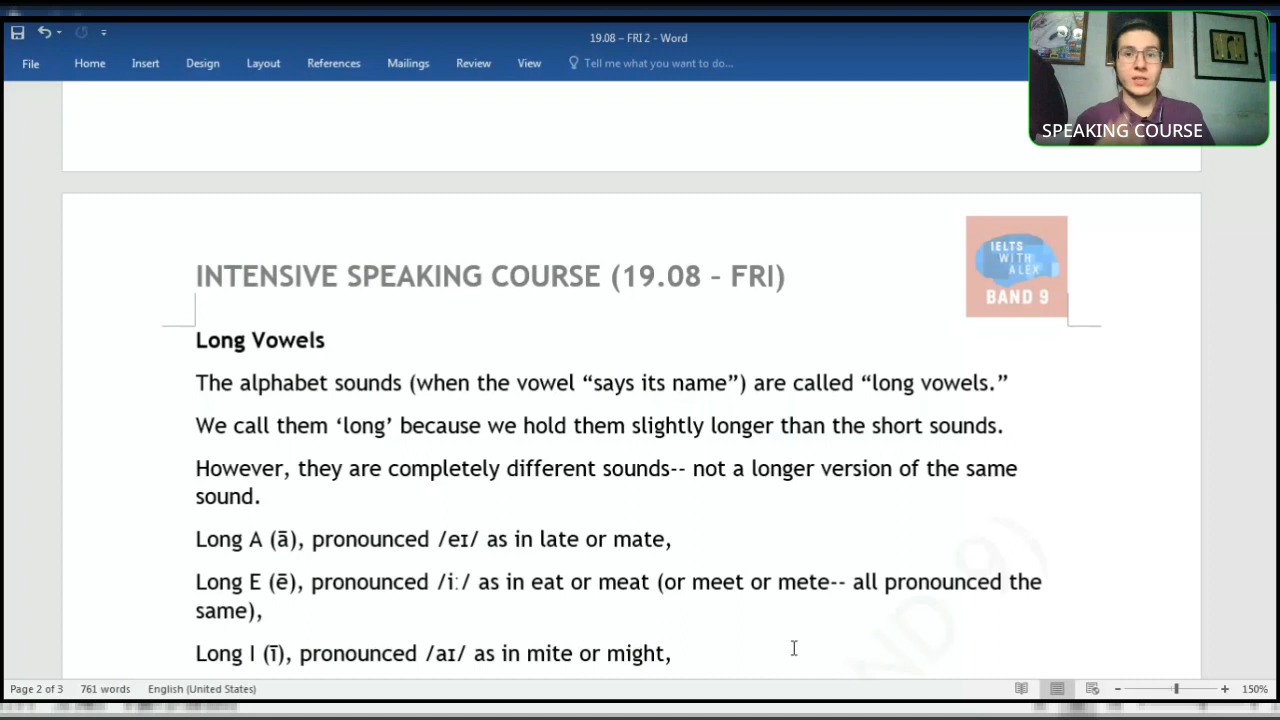 19.08 – FRI 2 - Word
File Home Insert Design Layout References Mailings Review View Tell me what you want to do...
SPEAKING COURSE
INTENSIVE SPEAKING COURSE (19.08 – FRI)
IELTS
WITH
ALEX
BAND 9
Long Vowels
The alphabet sounds (when the vowel “says its name”) are called “long vowels.”
We call them ‘long’ because we hold them slightly longer than the short sounds.
However, they are completely different sounds-- not a longer version of the same
sound.
Long A (ā), pronounced /eɪ/ as in late or mate,
Long E (ē), pronounced /iː/ as in eat or meat (or meet or mete-- all pronounced the
same),
Long I (ī), pronounced /aɪ/ as in mite or might,
Page 2 of 3 761 words English (United States) 150%